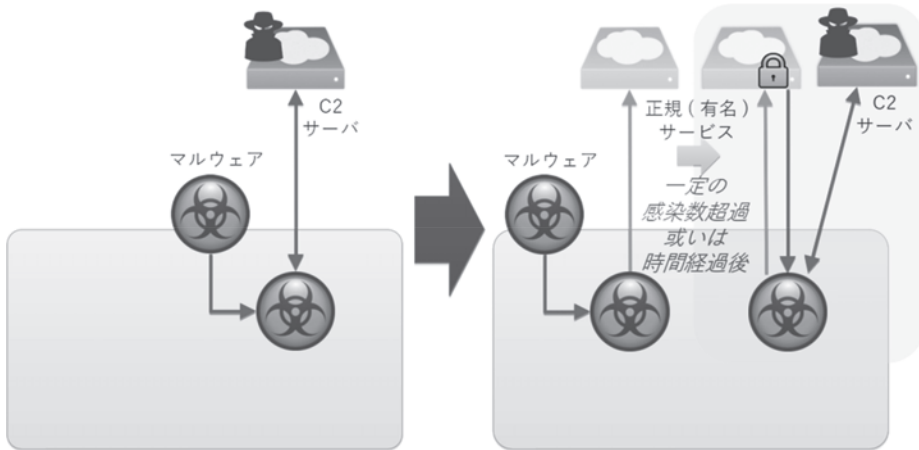 C2
サーバ
マルウェア
正規(有名)
サービス
C2
サーバ
マルウェア
一定の
感染数超過
或いは
時間経過後